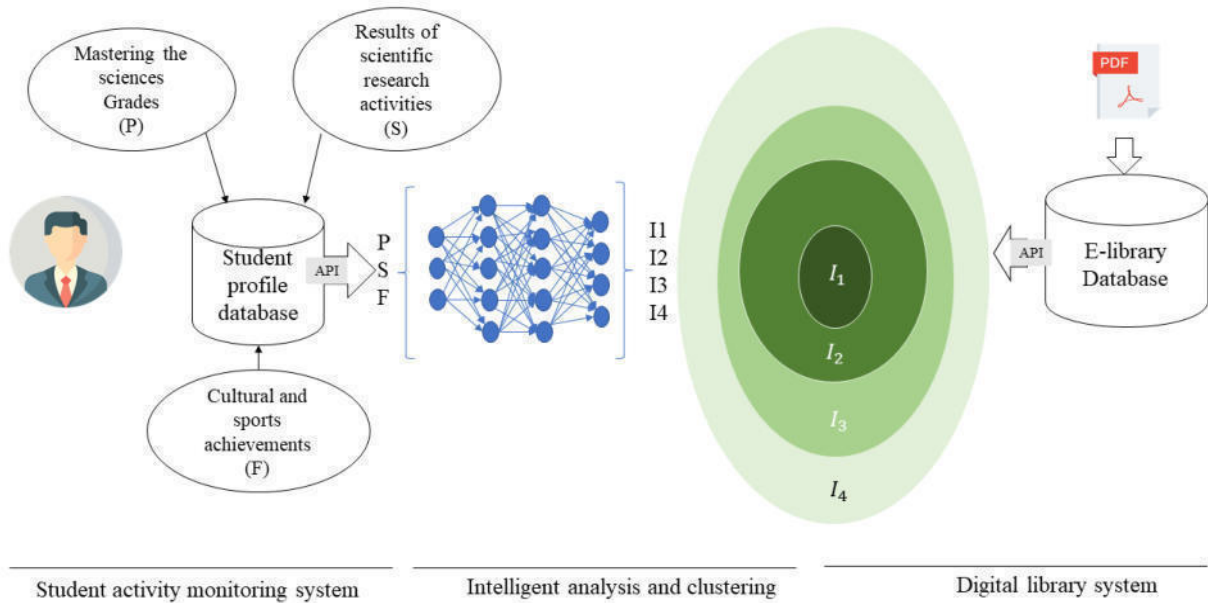 Mastering the
sciences
Grades
(P)
Results of
scientific
research
activities
(S)
Student
profile
database
API
P
S
F
Cultural and
sports
achievements
(F)
I1
I2
I3
I4
I₁
I₂
I₃
I₄
PDF
API
E-library
Database
Student activity monitoring system
Intelligent analysis and clustering
Digital library system